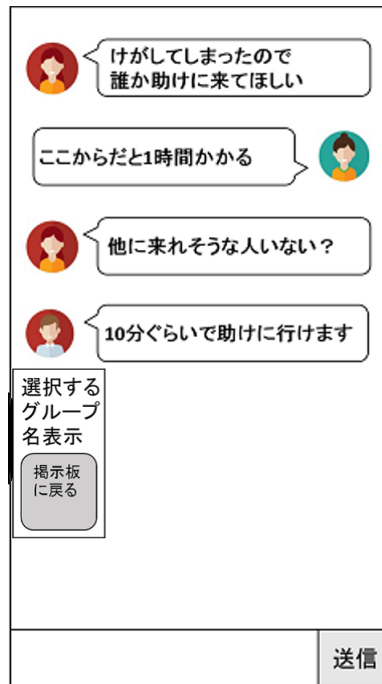 けがしてしまったので
誰か助けに来てほしい
ここからだと1時間かかる
他に来れそうな人いない？
10分ぐらいで助けに行けます
選択する
グループ
名表示
掲示板
に戻る
送信